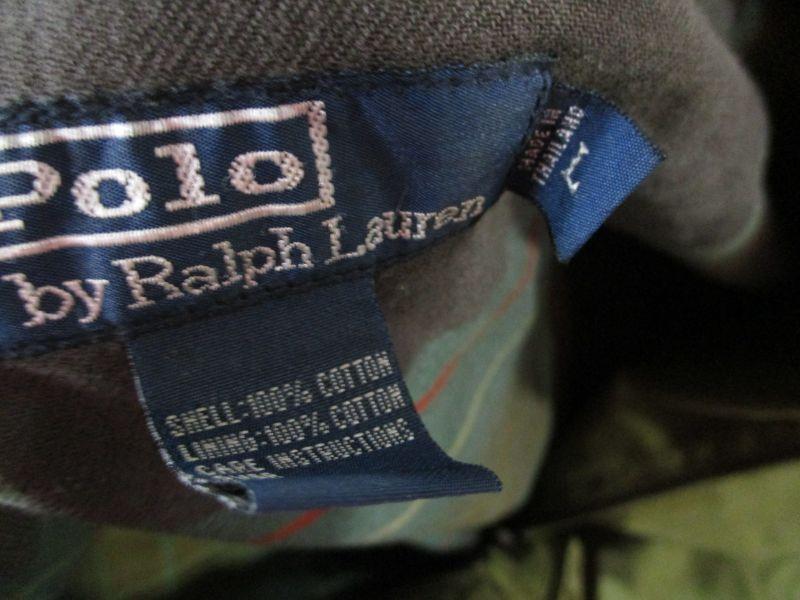 Polo
by Ralph Lauren
MADE IN
THAILAND
L
SHELL:100% COTTON
LINING:100% COTTON
CARE INSTRUCTIONS